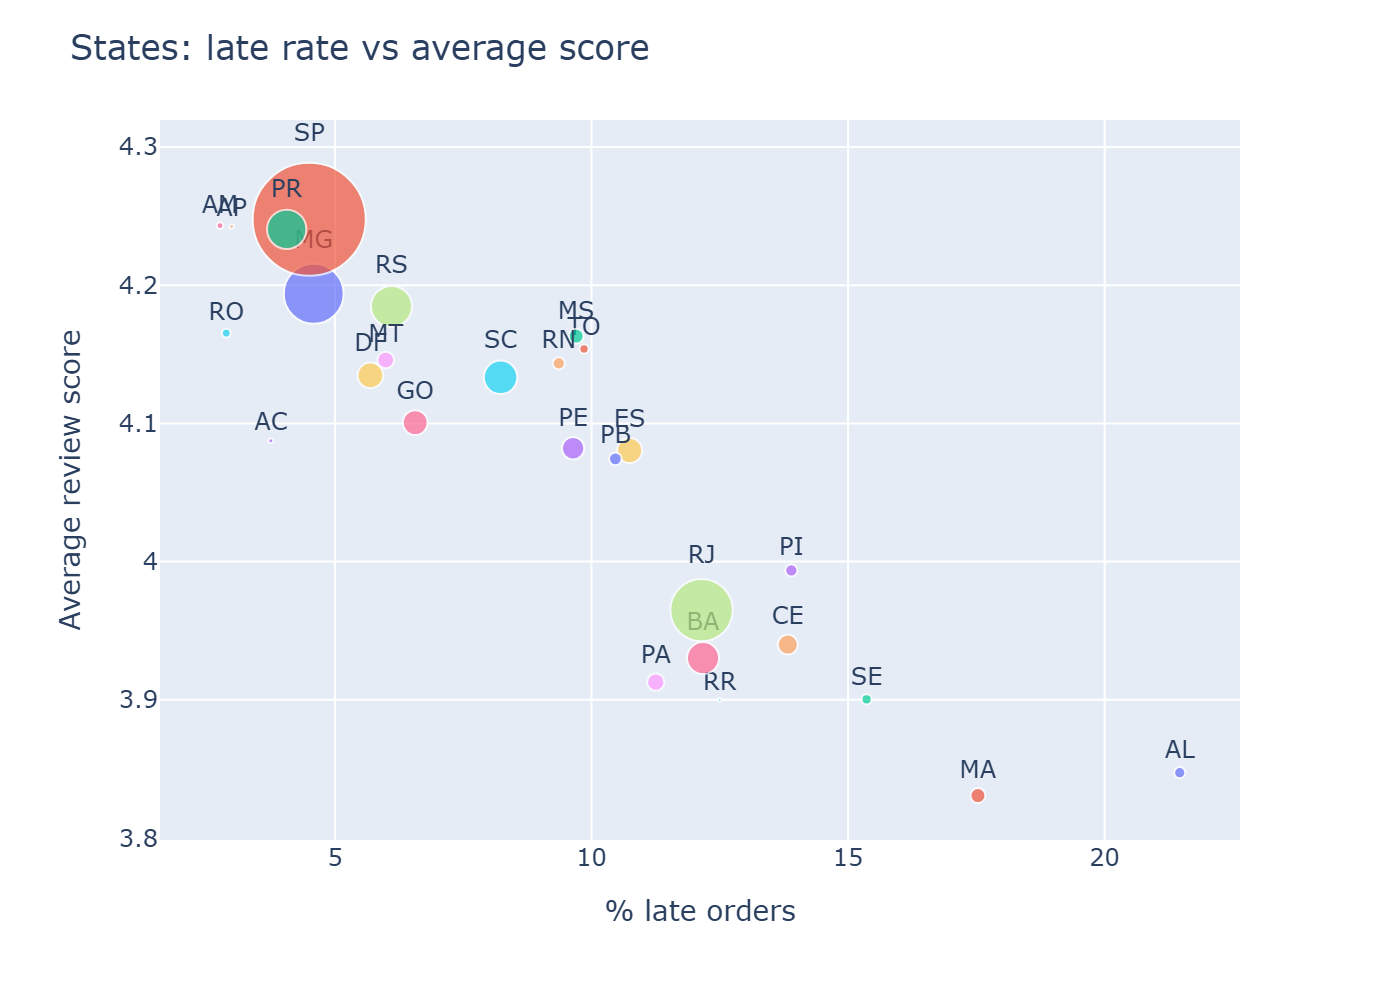 States: late rate vs average score
SP
4.3
PR
AM
AP
MG
RS
4.2
RO
MS
TO
MT
RN
DF
SC
GO
AC
PE
ES
4.1
PB
PI
RJ
4
CE
BA
PA
SE
RR
3.9
AL
MA
3.8
5
10
15
20
Average review score
% late orders